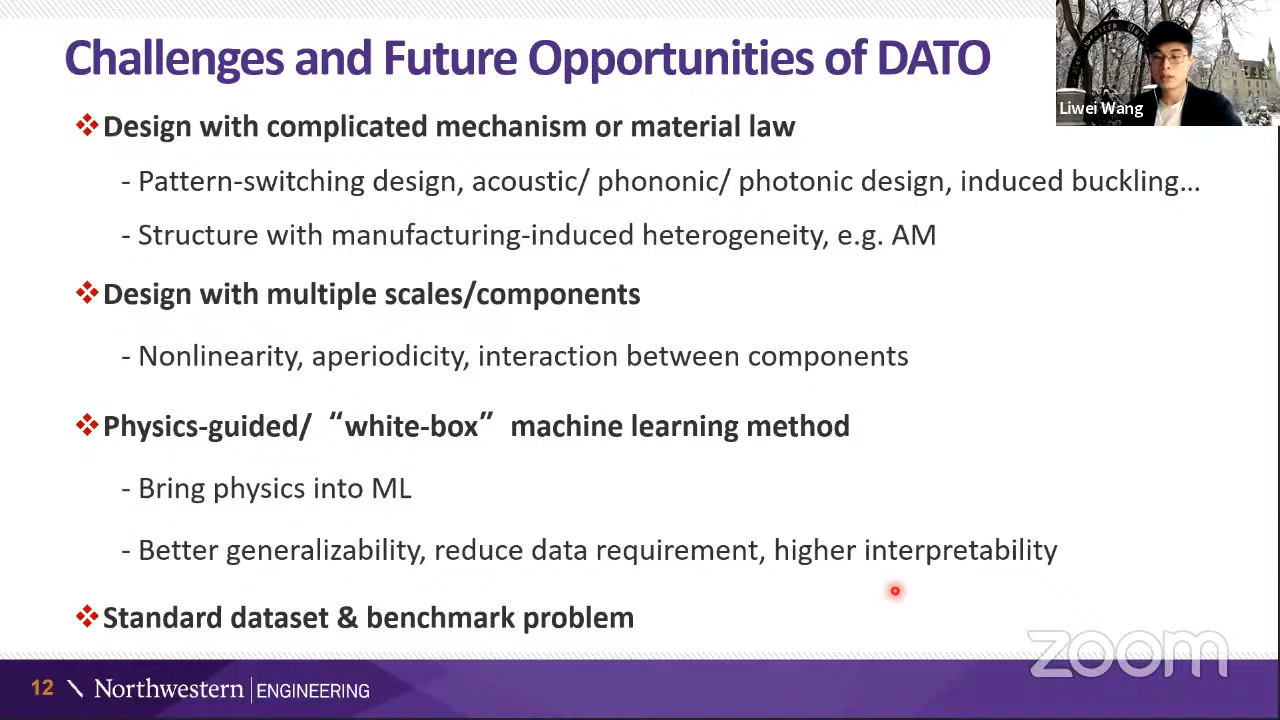 Challenges and Future Opportunities of DATO
Liwei Wang
❖Design with complicated mechanism or material law
- Pattern-switching design, acoustic/ phononic/ photonic design, induced buckling…
- Structure with manufacturing-induced heterogeneity, e.g. AM
❖Design with multiple scales/components
- Nonlinearity, aperiodicity, interaction between components
❖Physics-guided/ “white-box” machine learning method
- Bring physics into ML
- Better generalizability, reduce data requirement, higher interpretability
❖Standard dataset & benchmark problem
zoom
12 \ Northwestern | ENGINEERING